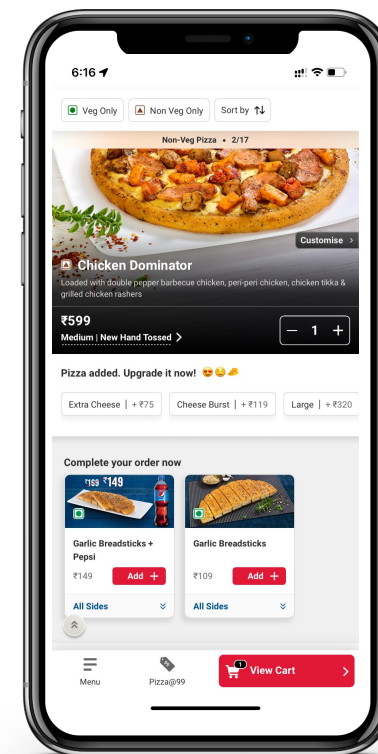 6:16
Veg Only
Non Veg Only
Sort by
Non-Veg Pizza • 2/17
Customise
Chicken Dominator
Loaded with double pepper barbecue chicken, peri-peri chicken, chicken tikka &
grilled chicken rashers
₹599
Medium | New Hand Tossed
− 1 +
Pizza added. Upgrade it now! 😍😋🧀
Extra Cheese | + ₹75
Cheese Burst | + ₹119
Large | + ₹320
Complete your order now
₹169 ₹149
Garlic Breadsticks +
Pepsi
₹149
Add +
All Sides
Garlic Breadsticks
₹109
Add +
All Sides
Menu
Pizza@99
1
View Cart